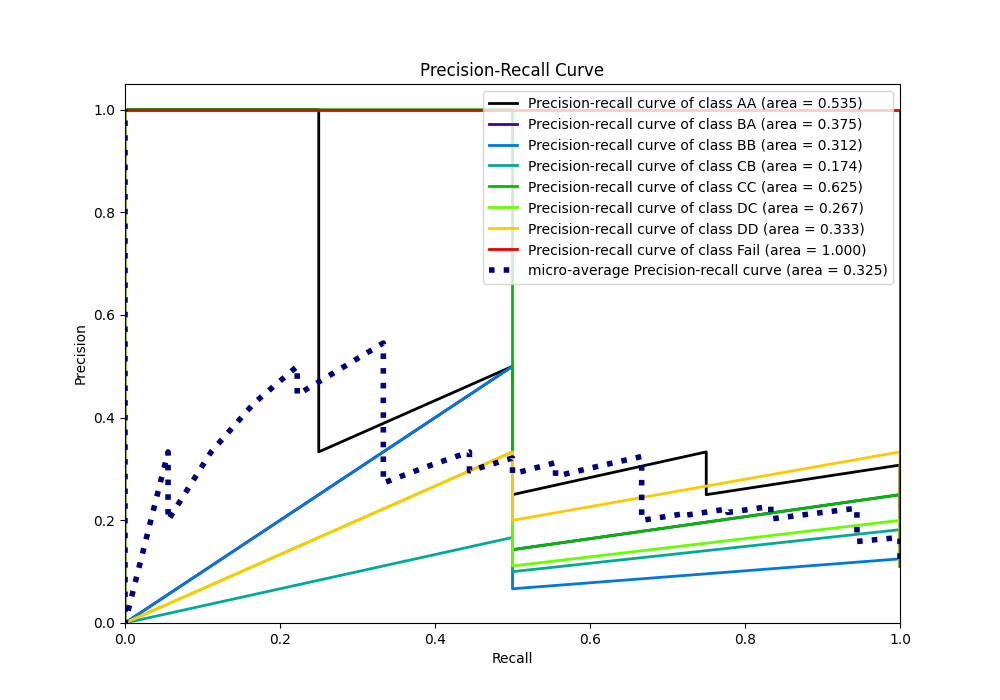 Precision-Recall Curve
Precision-recall curve of class AA (area = 0.535)
Precision-recall curve of class BA (area = 0.375)
Precision-recall curve of class BB (area = 0.312)
Precision-recall curve of class CB (area = 0.174)
Precision-recall curve of class CC (area = 0.625)
Precision-recall curve of class DC (area = 0.267)
Precision-recall curve of class DD (area = 0.333)
Precision-recall curve of class Fail (area = 1.000)
micro-average Precision-recall curve (area = 0.325)
1.0
0.8
0.6
0.4
0.2
0.0
Precision
0.0 0.2 0.4 0.6 0.8 1.0
Recall